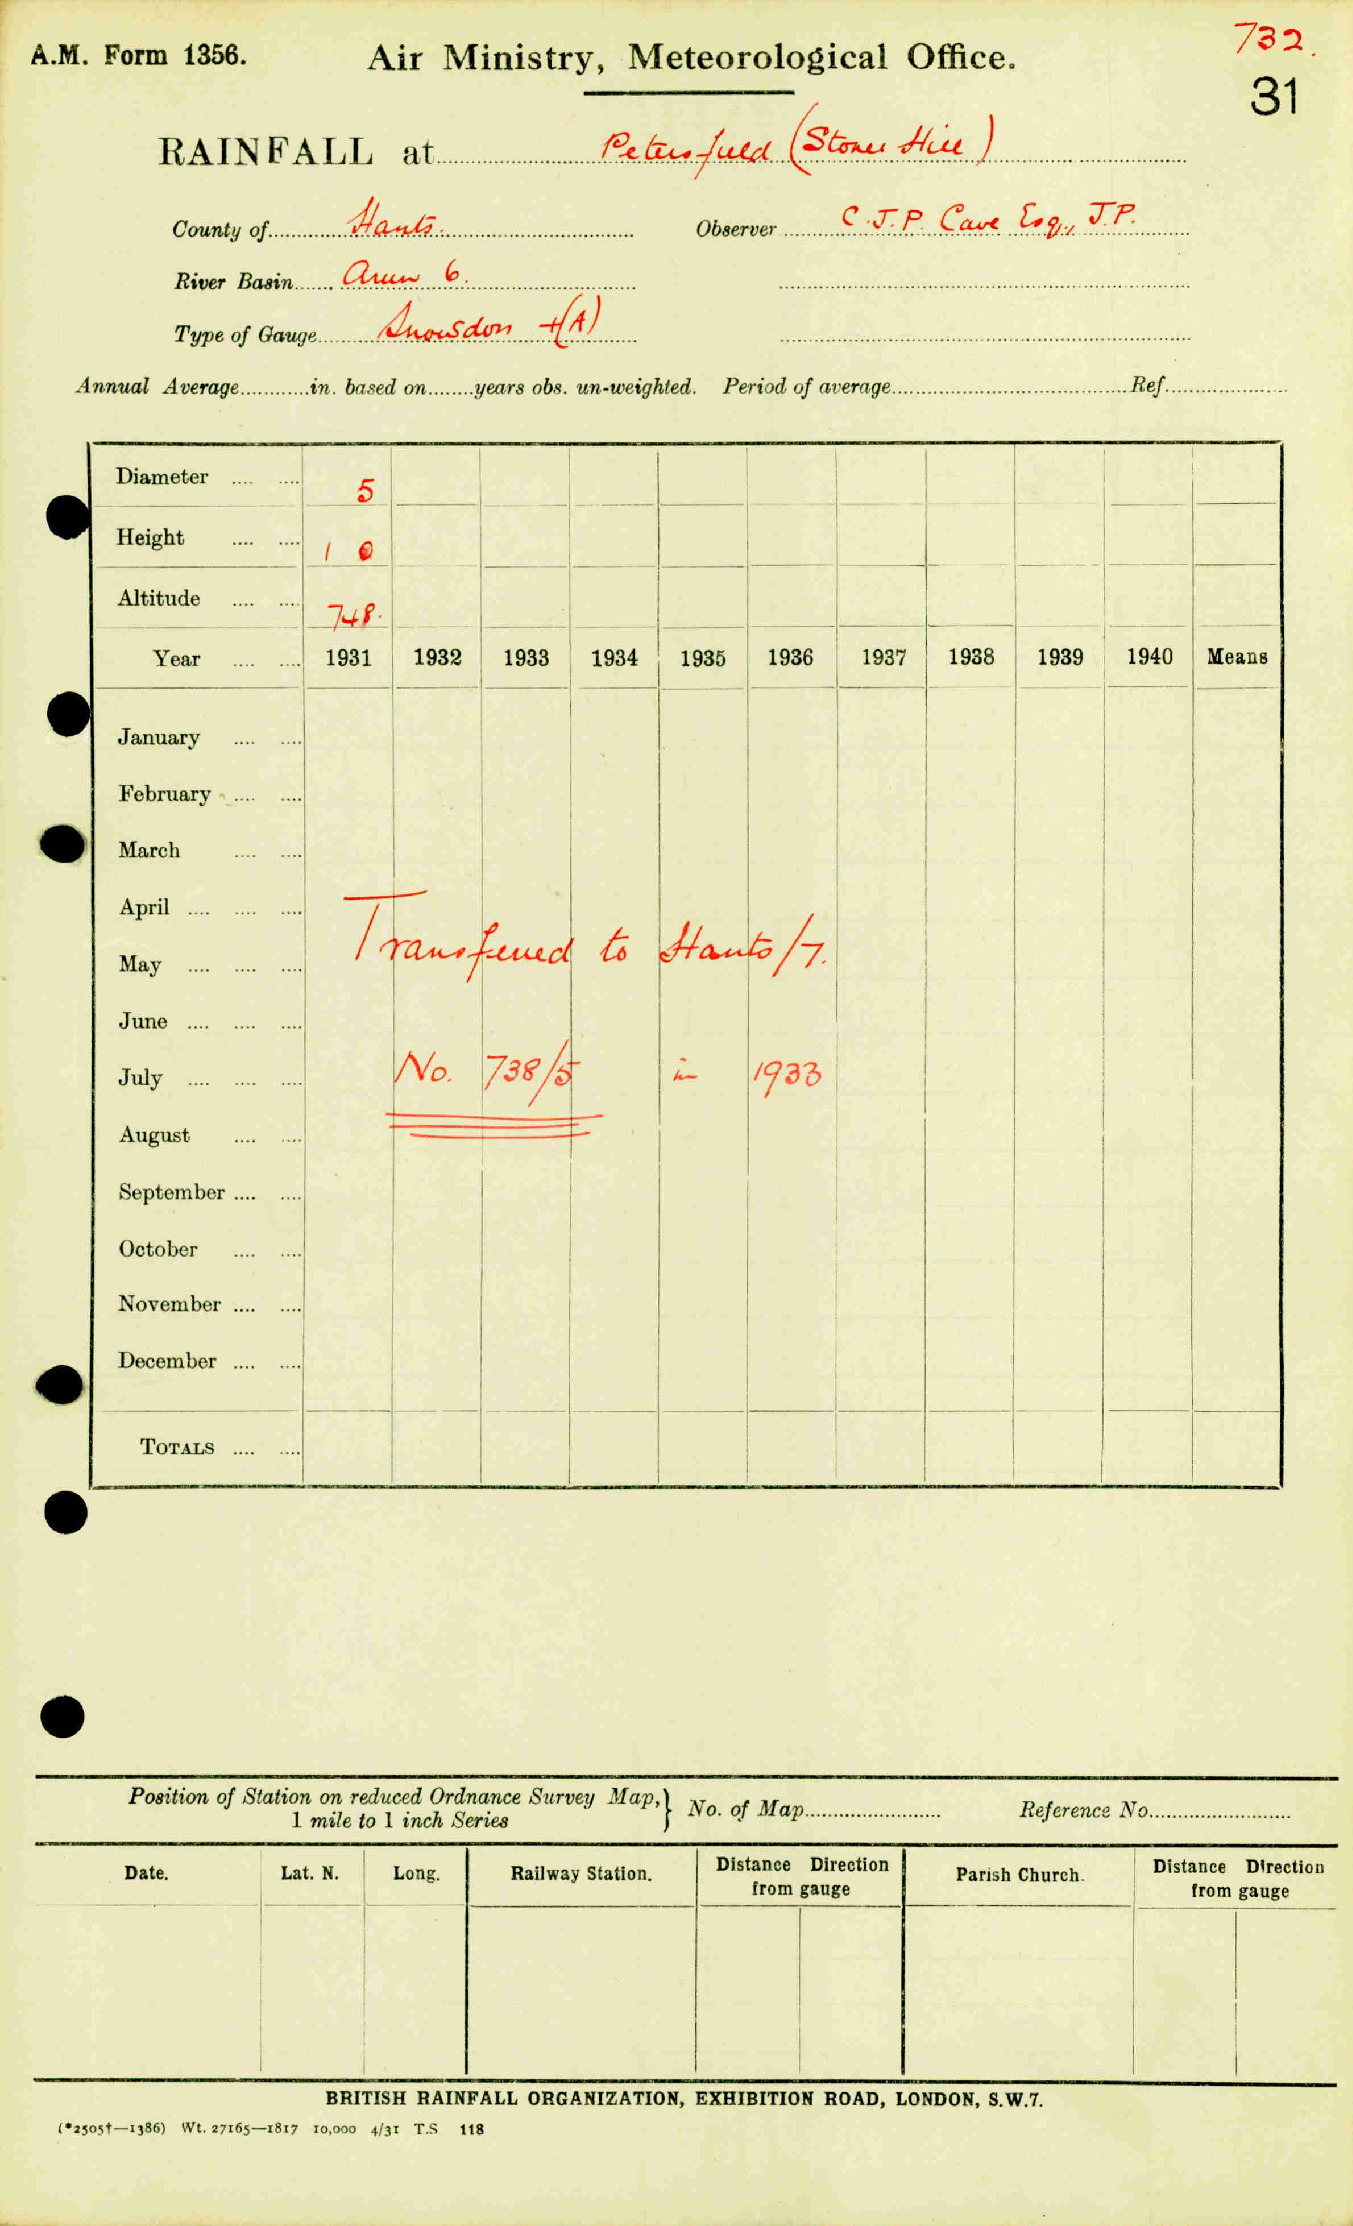 732.
A.M. Form 1356. Air Ministry, Meteorological Office.
31
RAINFALL at Petersfield (Stoner Hill)
County of Hants. Observer C.J.P. Cave Esq., J.P.
River Basin Arun 6.
Type of Gauge Snowdon +(A)
Annual Average............in. based on........years obs. un-weighted. Period of average........................................Ref.....................
Diameter .... .... 5
Height .... .... 1 0
Altitude .... .... 748.
Year .... .... 1931 1932 1933 1934 1935 1936 1937 1938 1939 1940 Means
January .... ....
February .... ....
March .... ....
April .... .... ....
Transferred to Hants/7.
May .... .... ....
June .... .... ....
July .... .... .... No. 738/5 in 1933
August .... ....
September .... ....
October .... ....
November .... ....
December .... ....
TOTALS .... ....
Position of Station on reduced Ordnance Survey Map,} No. of Map........................ Reference No.........................
1 mile to 1 inch Series
Date. Lat. N. Long. Railway Station. Distance Direction from gauge Parish Church. Distance Direction from gauge
BRITISH RAINFALL ORGANIZATION, EXHIBITION ROAD, LONDON, S.W.7.
(*2505†—1386) Wt. 27165—1817 10,000 4/31 T.S 118